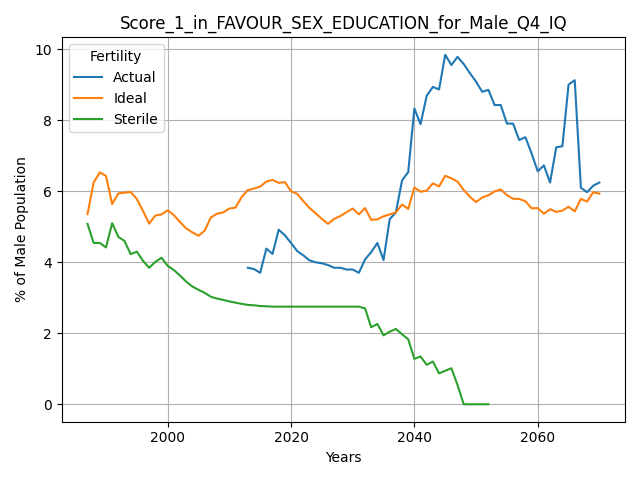 Score_1_in_FAVOUR_SEX_EDUCATION_for_Male_Q4_IQ
Fertility
Actual
Ideal
Sterile
% of Male Population
10
8
6
4
2
0
2000
2020
2040
2060
Years